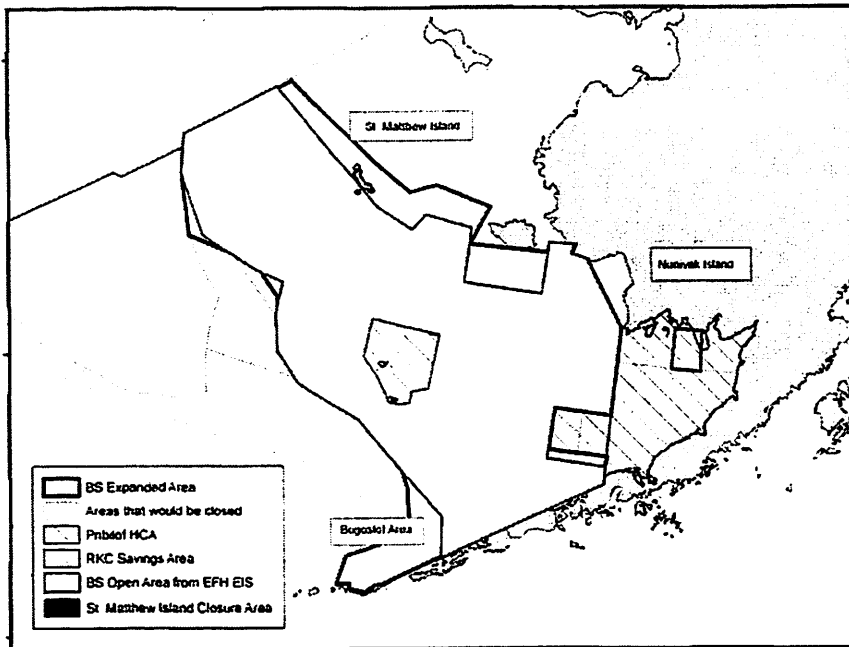 St Matthew Island
Nunivak Island
BS Expanded Area
Areas that would be closed
Pribilof HCA
RKC Savings Area
BS Open Area from EFH EIS
St Matthew Island Closure Area
Bogoslof Area